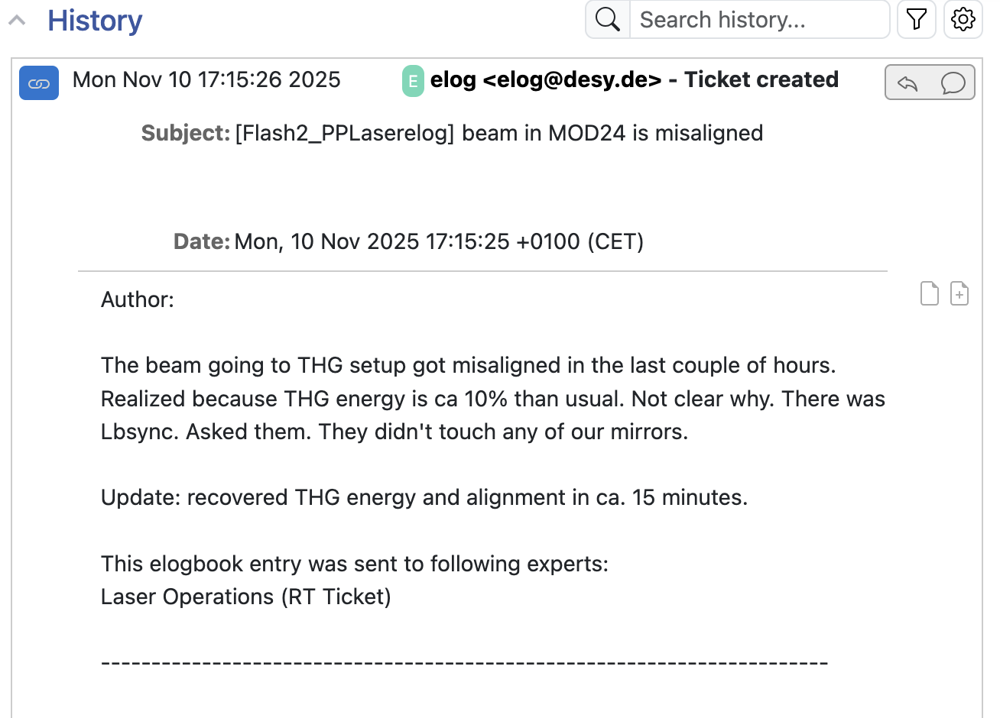 History
Search history...
Mon Nov 10 17:15:26 2025
E elog <elog@desy.de> - Ticket created
Subject: [Flash2_PPLaserelog] beam in MOD24 is misaligned
Date: Mon, 10 Nov 2025 17:15:25 +0100 (CET)
Author:
The beam going to THG setup got misaligned in the last couple of hours.
Realized because THG energy is ca 10% than usual. Not clear why. There was
Lbsync. Asked them. They didn't touch any of our mirrors.
Update: recovered THG energy and alignment in ca. 15 minutes.
This elogbook entry was sent to following experts:
Laser Operations (RT Ticket)
------------------------------------------------------------------------